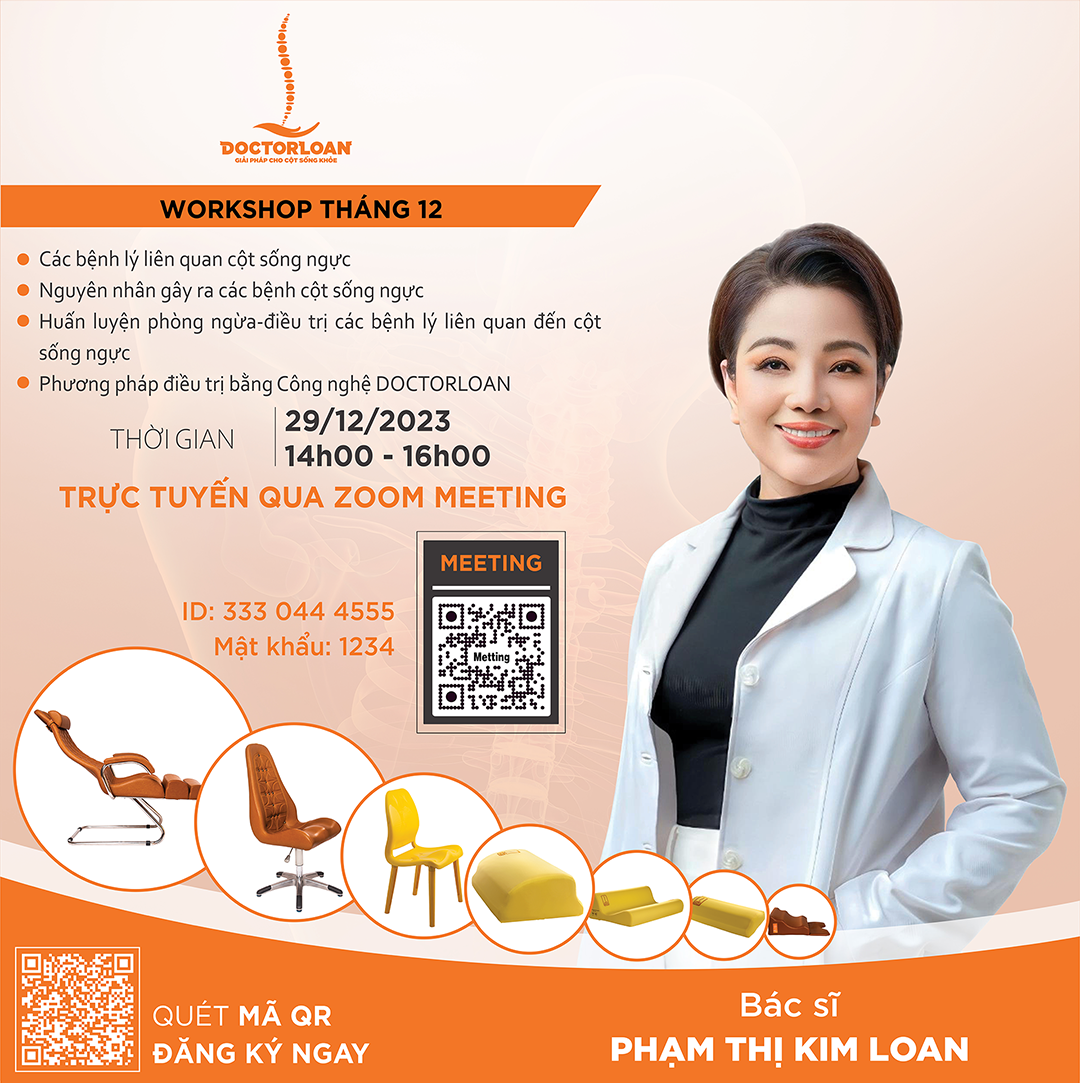 DOCTORLOAN
GIẢI PHÁP CHO CỘT SỐNG KHỎE
WORKSHOP THÁNG 12
Các bệnh lý liên quan cột sống ngực
Nguyên nhân gây ra các bệnh cột sống ngực
Huấn luyện phòng ngừa-điều trị các bệnh lý liên quan đến cột
sống ngực
Phương pháp điều trị bằng Công nghệ DOCTORLOAN
THỜI GIAN
29/12/2023
14h00 - 16h00
TRỰC TUYẾN QUA ZOOM MEETING
MEETING
Metting
ID: 333 044 4555
Mật khẩu: 1234
QUÉT MÃ QR
ĐĂNG KÝ NGAY
Bác sĩ
PHẠM THỊ KIM LOAN